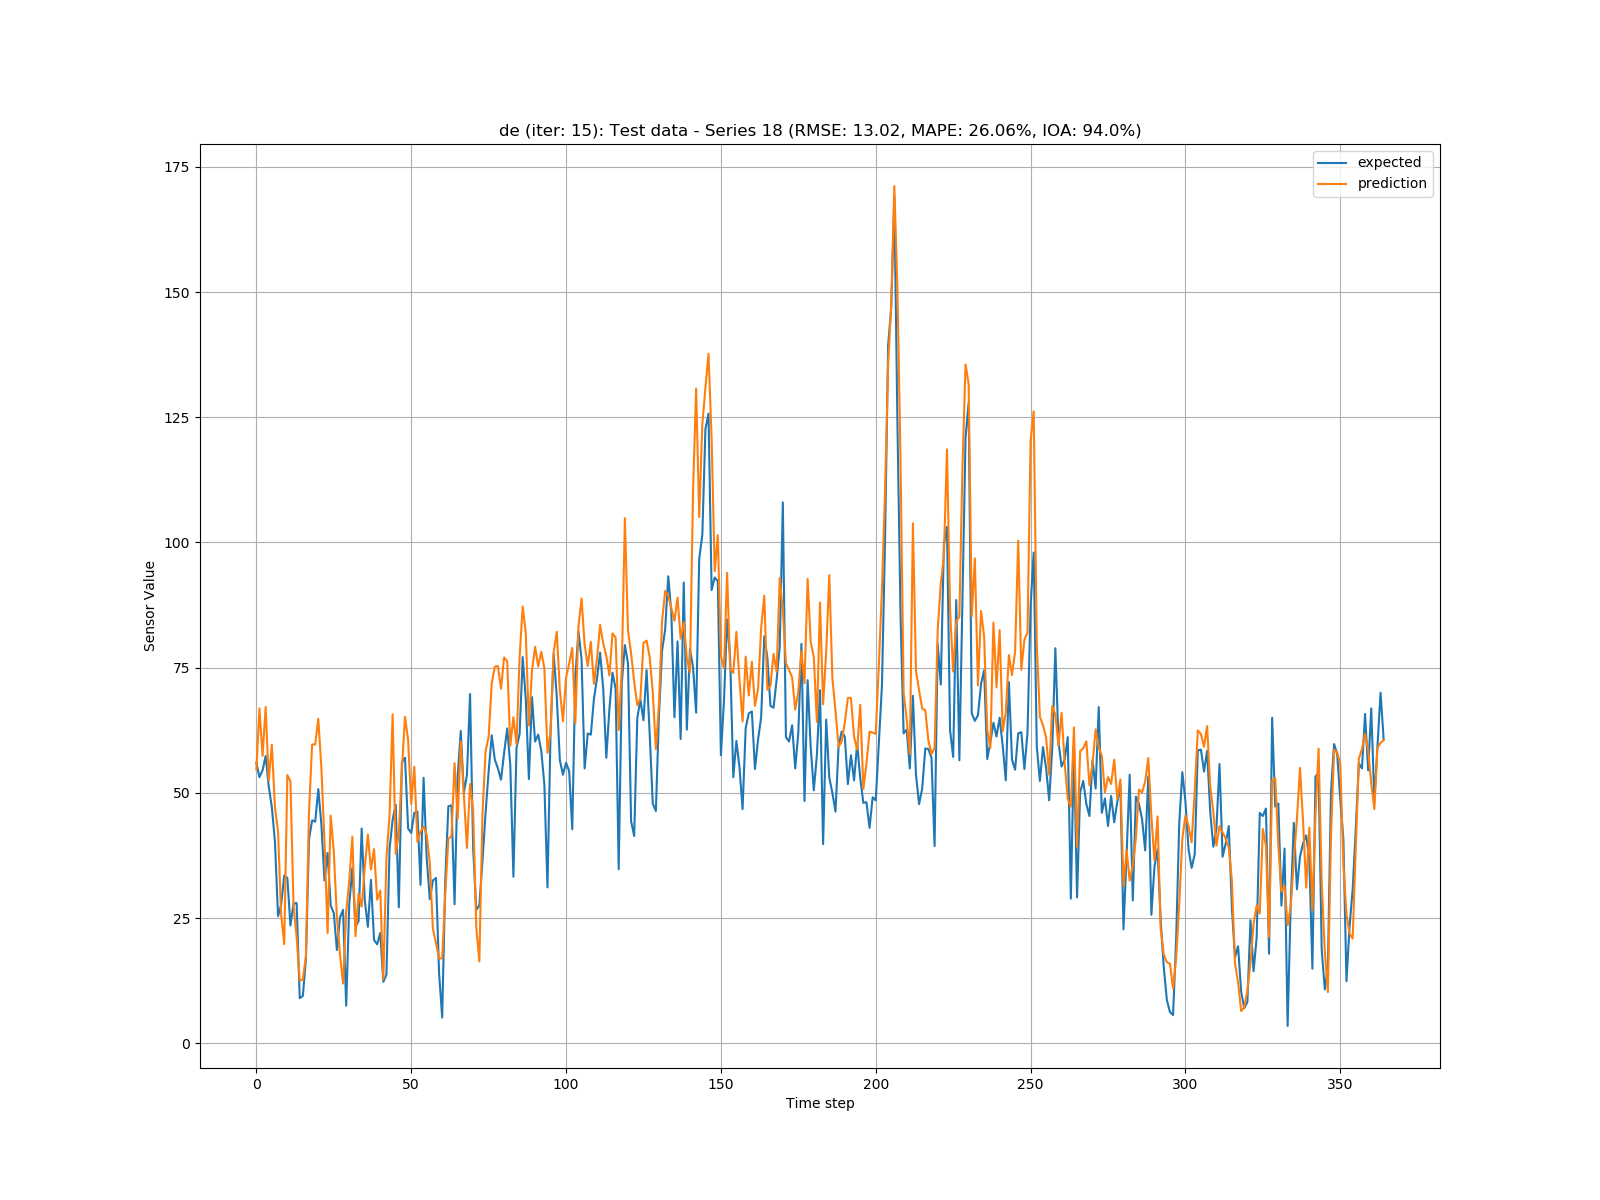 de (iter: 15): Test data - Series 18 (RMSE: 13.02, MAPE: 26.06%, IOA: 94.0%)
expected
prediction
175
150
125
100
75
50
25
0
Sensor Value
0 50 100 150 200 250 300 350
Time step